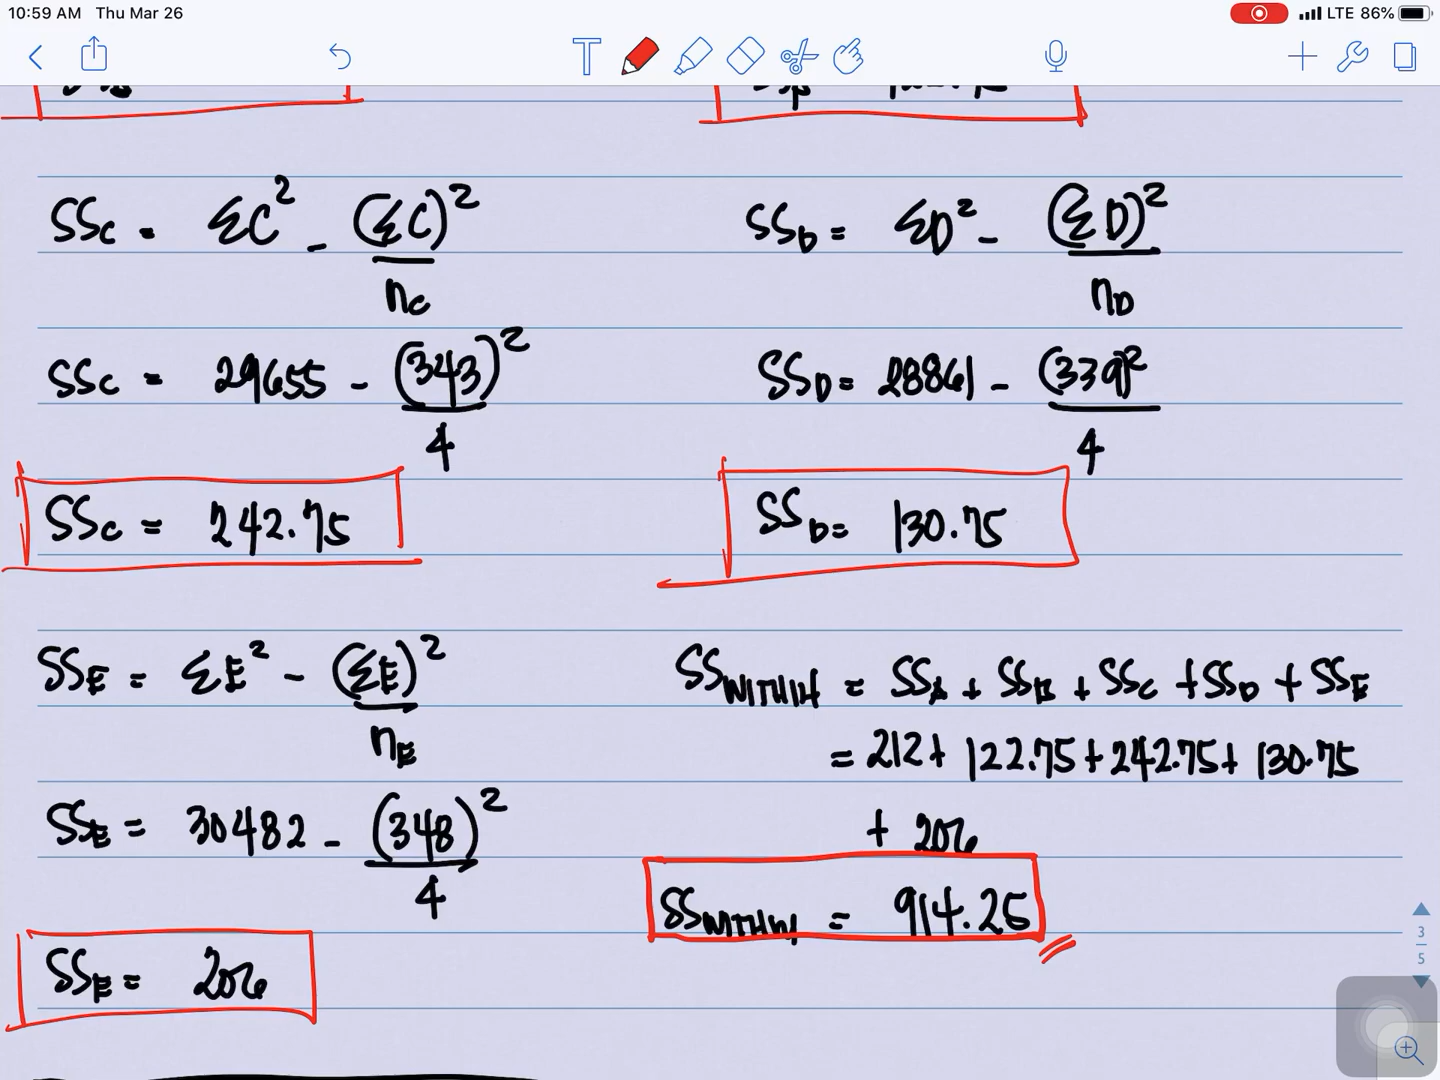 10:59 AM Thu Mar 26
LTE 86%
T
SSC = ΣC² - (ΣC)²
nC
SSC = 29655 - (343)²
4
SSC = 242.75
SSD = ΣD² - (ΣD)²
nD
SSD = 28861 - (339)²
4
SSD = 130.75
SSE = ΣE² - (ΣE)²
nE
SSE = 30482 - (348)²
4
SSE = 206
SSWITHIN = SSA + SSB + SSC + SSD + SSE
= 212 + 122.75 + 242.75 + 130.75
+ 206
SSWITHIN = 914.25
3
5